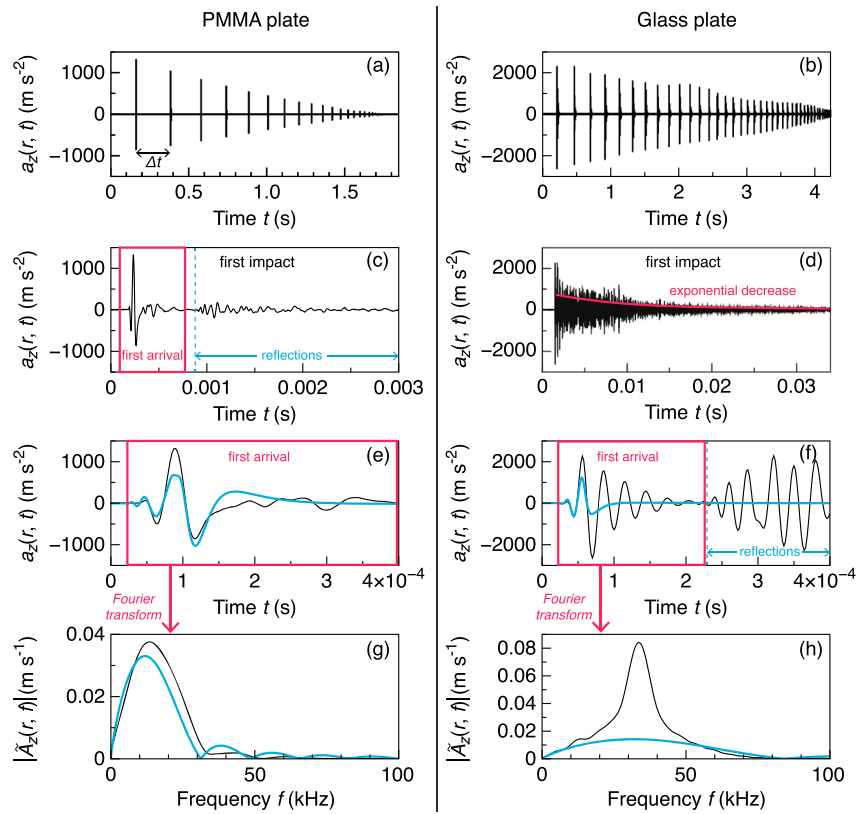 PMMA plate
Glass plate
(a)
a_z(r, t) (m s⁻²)
1000
0
−1000
Δt
0
0.5
1.0
1.5
Time t (s)
(b)
a_z(r, t) (m s⁻²)
2000
0
−2000
0
1
2
3
4
Time t (s)
(c)
first impact
a_z(r, t) (m s⁻²)
1000
0
−1000
first arrival
reflections
0
0.001
0.002
0.003
Time t (s)
(d)
first impact
exponential decrease
a_z(r, t) (m s⁻²)
2000
0
−2000
0
0.01
0.02
0.03
Time t (s)
(e)
first arrival
a_z(r, t) (m s⁻²)
1000
0
−1000
0
1
2
4×10⁻⁴
Time t (s)
(f)
first arrival
reflections
a_z(r, t) (m s⁻²)
2000
0
−2000
0
1
2
3
4×10⁻⁴
Time t (s)
Fourier
transform
Fourier
transform
(g)
|Ã_z(r, f)| (m s⁻¹)
0.04
0.02
0
0
50
100
Frequency f (kHz)
(h)
|Ã_z(r, f)| (m s⁻¹)
0.08
0.06
0.04
0.02
0
0
50
100
Frequency f (kHz)